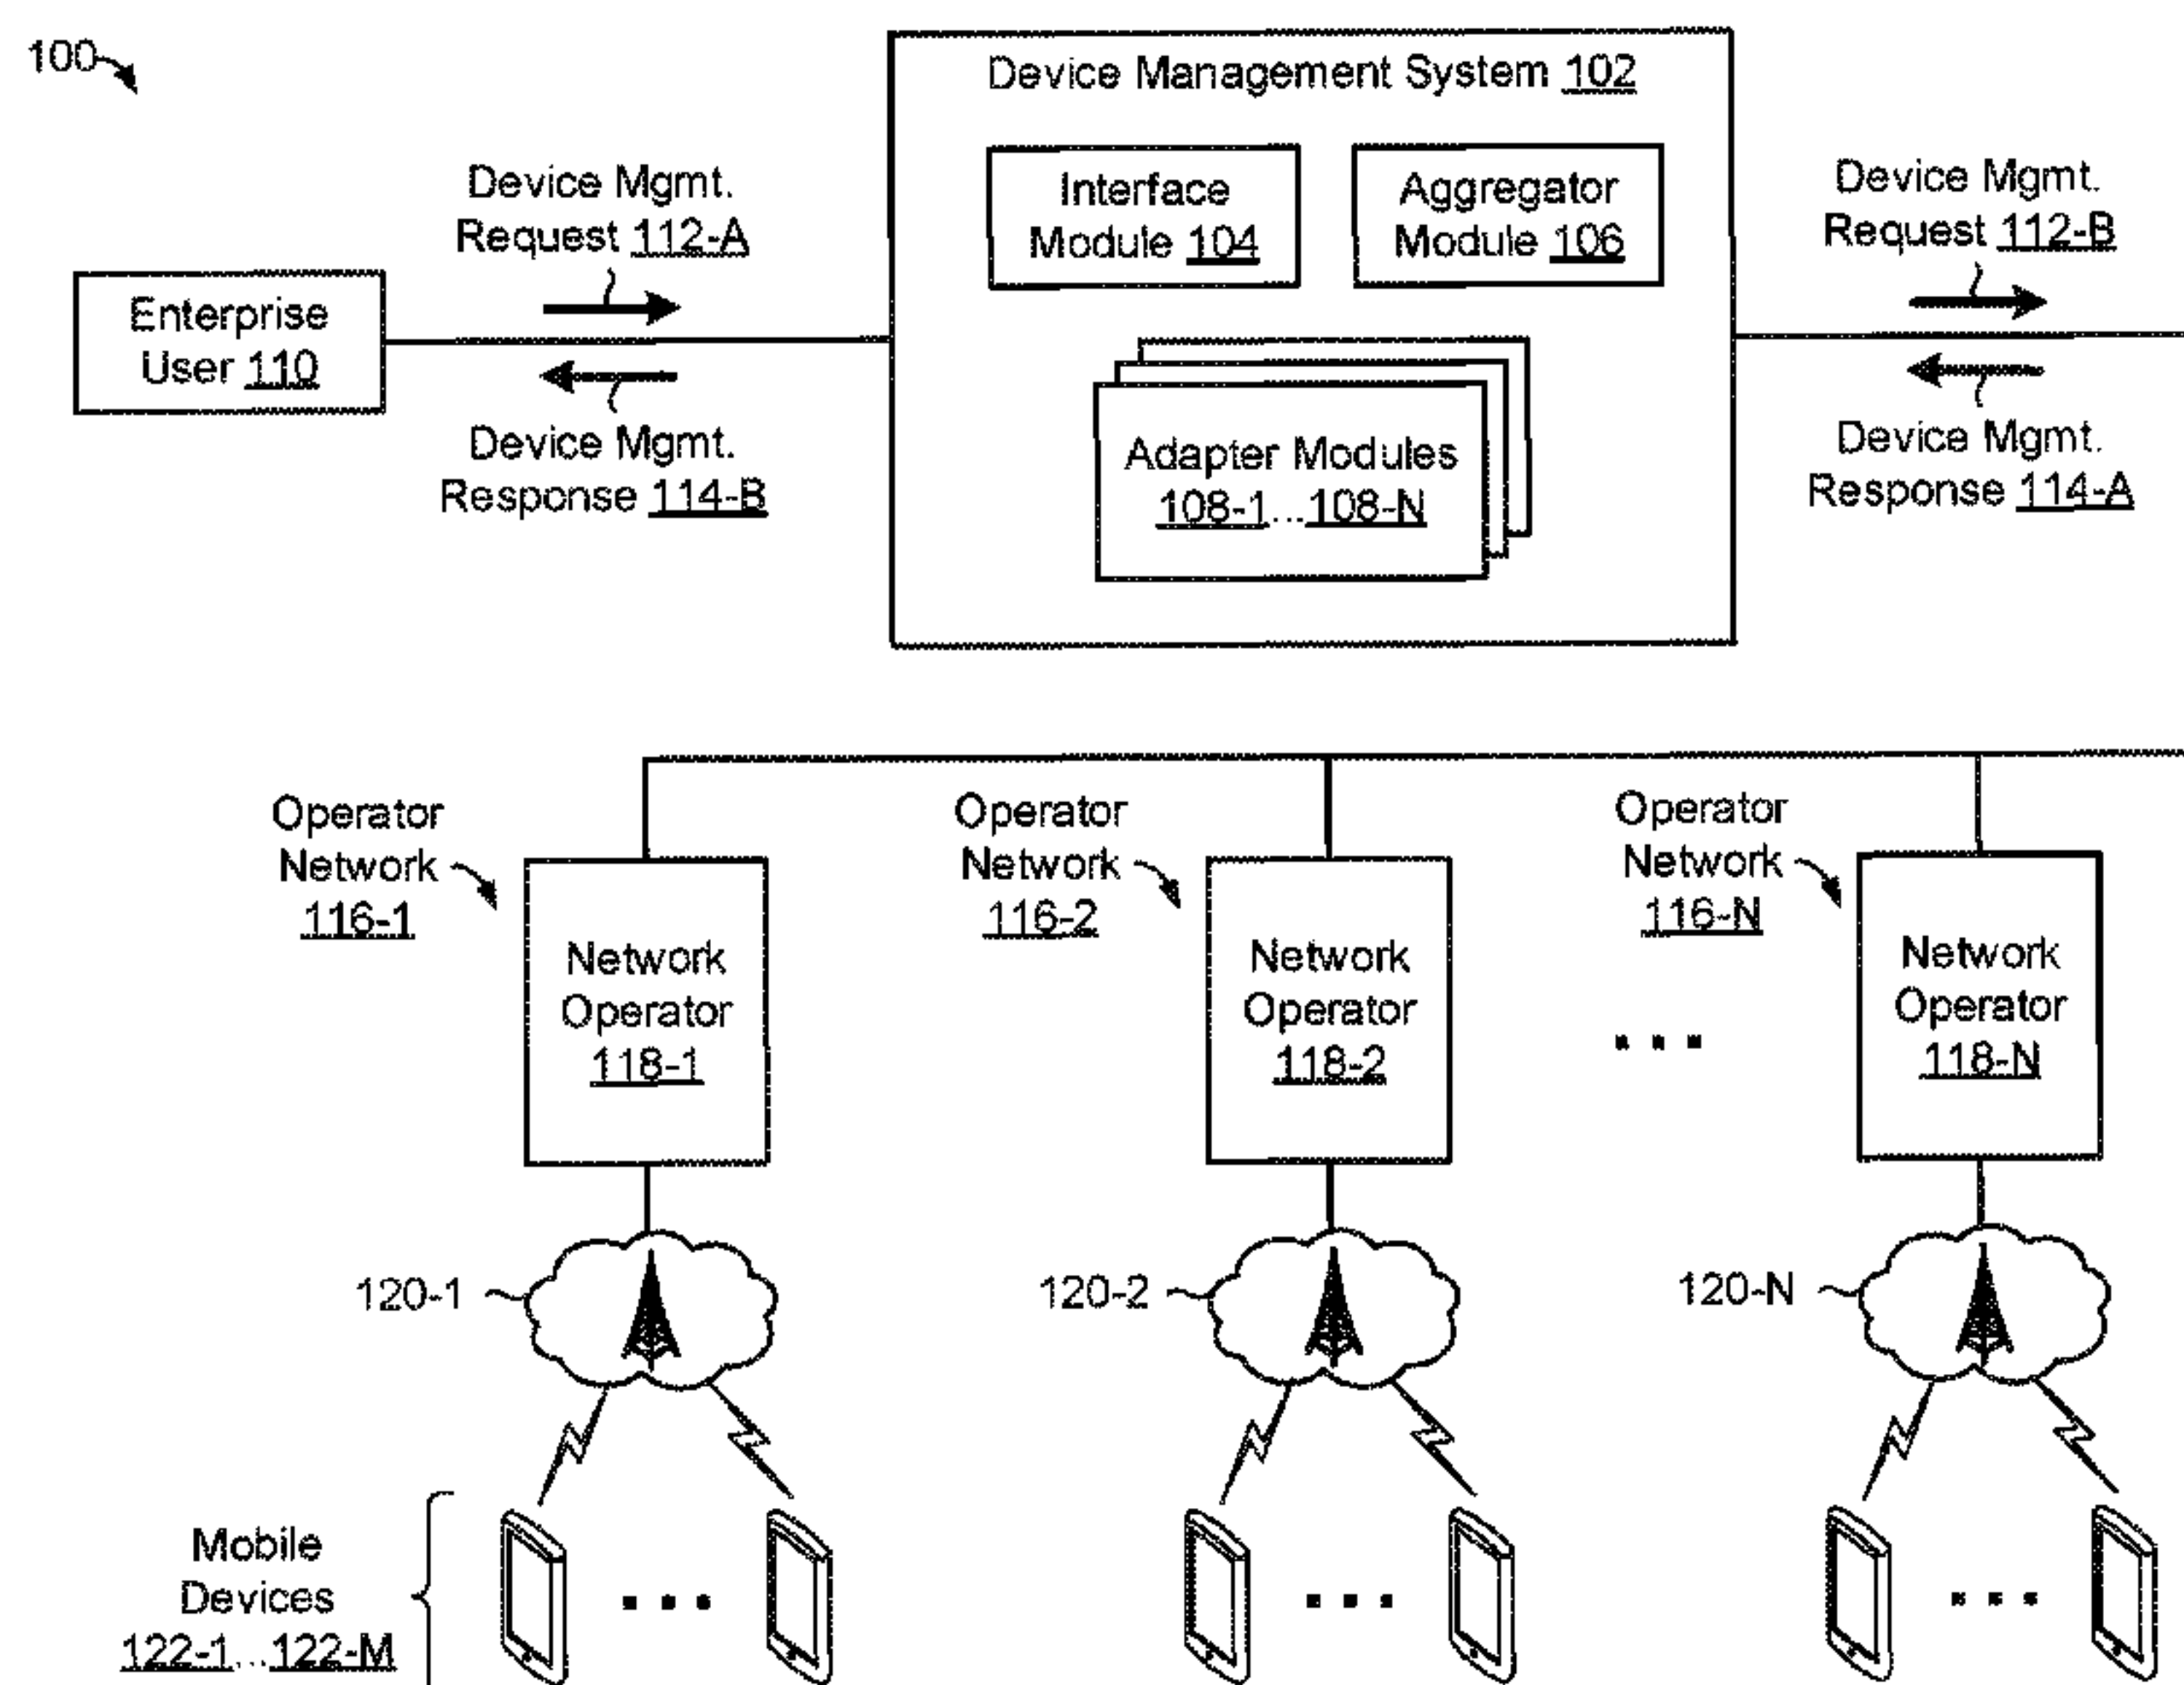 100
Device Management System 102
Interface
Module 104
Aggregator
Module 106
Adapter Modules
108-1...108-N
Device Mgmt.
Request 112-A
Enterprise
User 110
Device Mgmt.
Response 114-B
Device Mgmt.
Request 112-B
Device Mgmt.
Response 114-A
Operator
Network
116-1
Network
Operator
118-1
Operator
Network
116-2
Network
Operator
118-2
Operator
Network
116-N
Network
Operator
118-N
120-1
120-2
120-N
Mobile
Devices
122-1...122-M